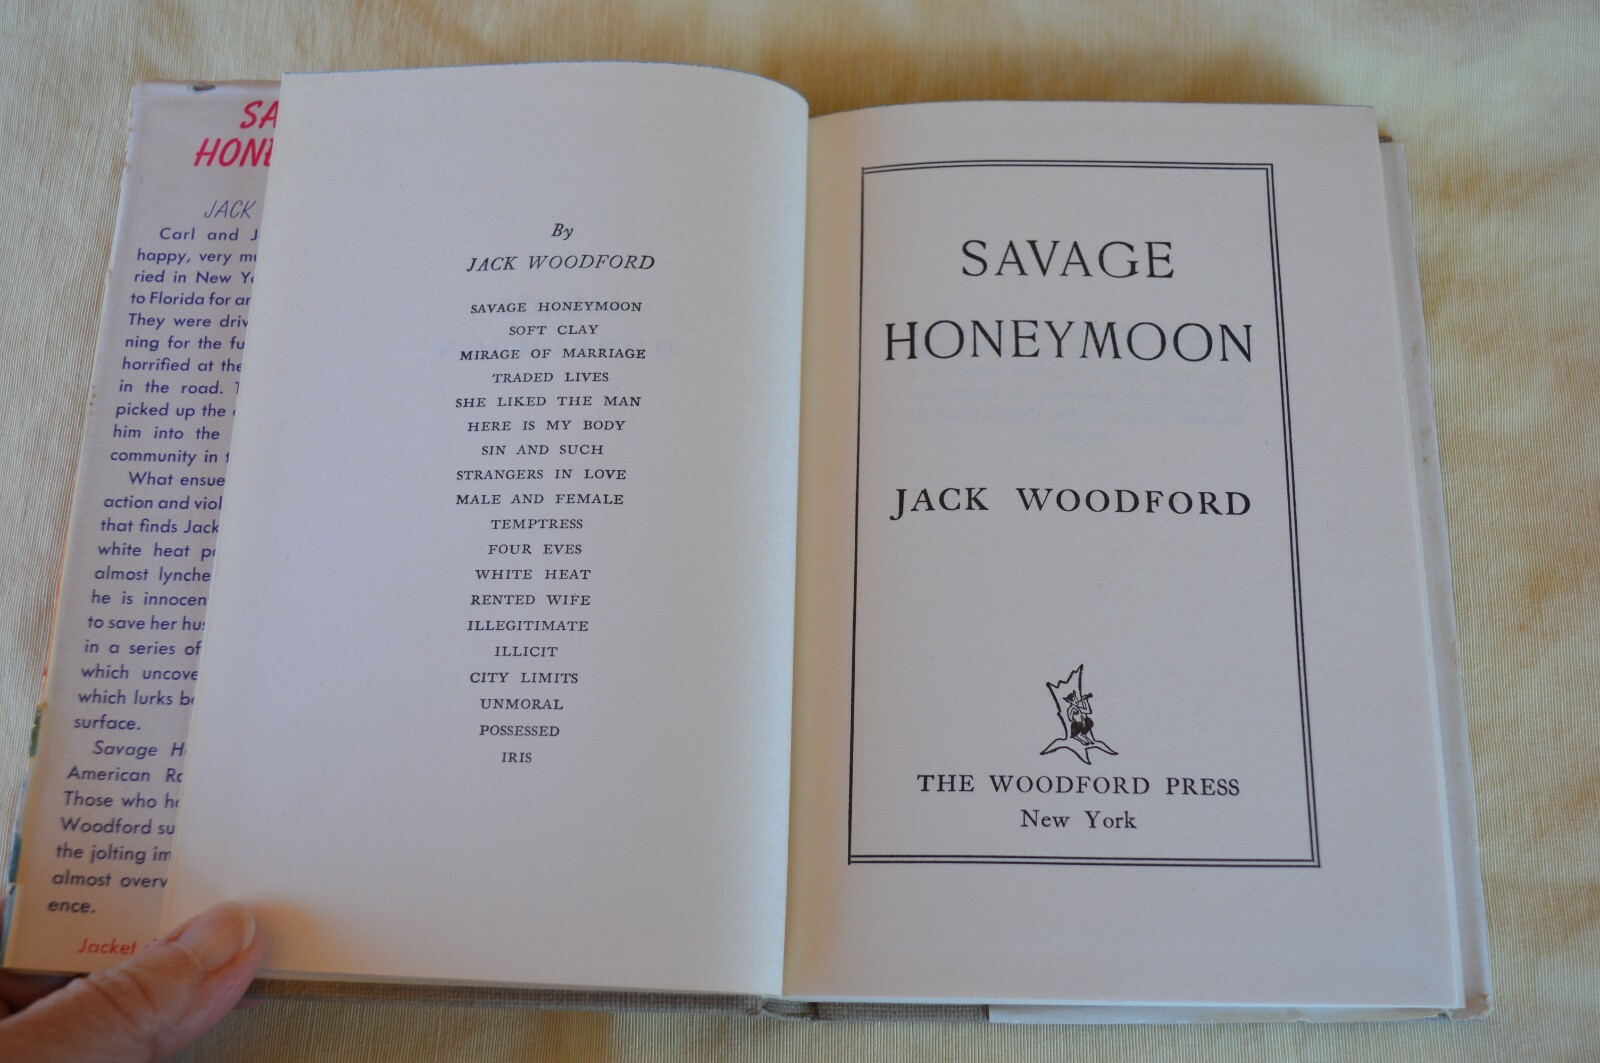 SA
HONE
JACK
Carl and J
happy, very
ried in New
to Florida for
They were driv
ning for the fu
horrified at the
in the road.
picked up the
him into the
community in
What ensue
action and viol
that finds Jack
white heat
almost lynche
he is innocen
to save her hus
in a series of
which uncove
which lurks
surface.
Savage H
American
Those who
Woodford su
the jolting im
almost overw
ence.
Jacket
By
JACK WOODFORD
SAVAGE HONEYMOON
SOFT CLAY
MIRAGE OF MARRIAGE
TRADED LIVES
SHE LIKED THE MAN
HERE IS MY BODY
SIN AND SUCH
STRANGERS IN LOVE
MALE AND FEMALE
TEMPTRESS
FOUR EVES
WHITE HEAT
RENTED WIFE
ILLEGITIMATE
ILLICIT
CITY LIMITS
UNMORAL
POSSESSED
IRIS
SAVAGE
HONEYMOON
JACK WOODFORD
THE WOODFORD PRESS
New York